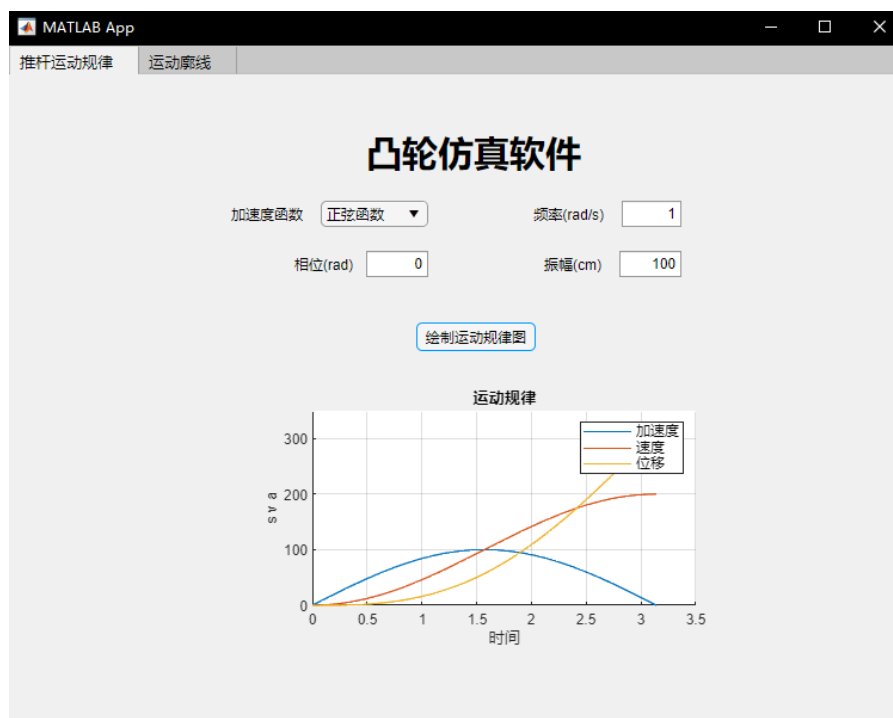 MATLAB App
推杆运动规律 运动廓线
凸轮仿真软件
加速度函数 正弦函数 频率(rad/s) 1
相位(rad) 0 振幅(cm) 100
绘制运动规律图
运动规律
加速度
速度
位移
300
200
100
0
s v a
0 0.5 1 1.5 2 2.5 3 3.5
时间